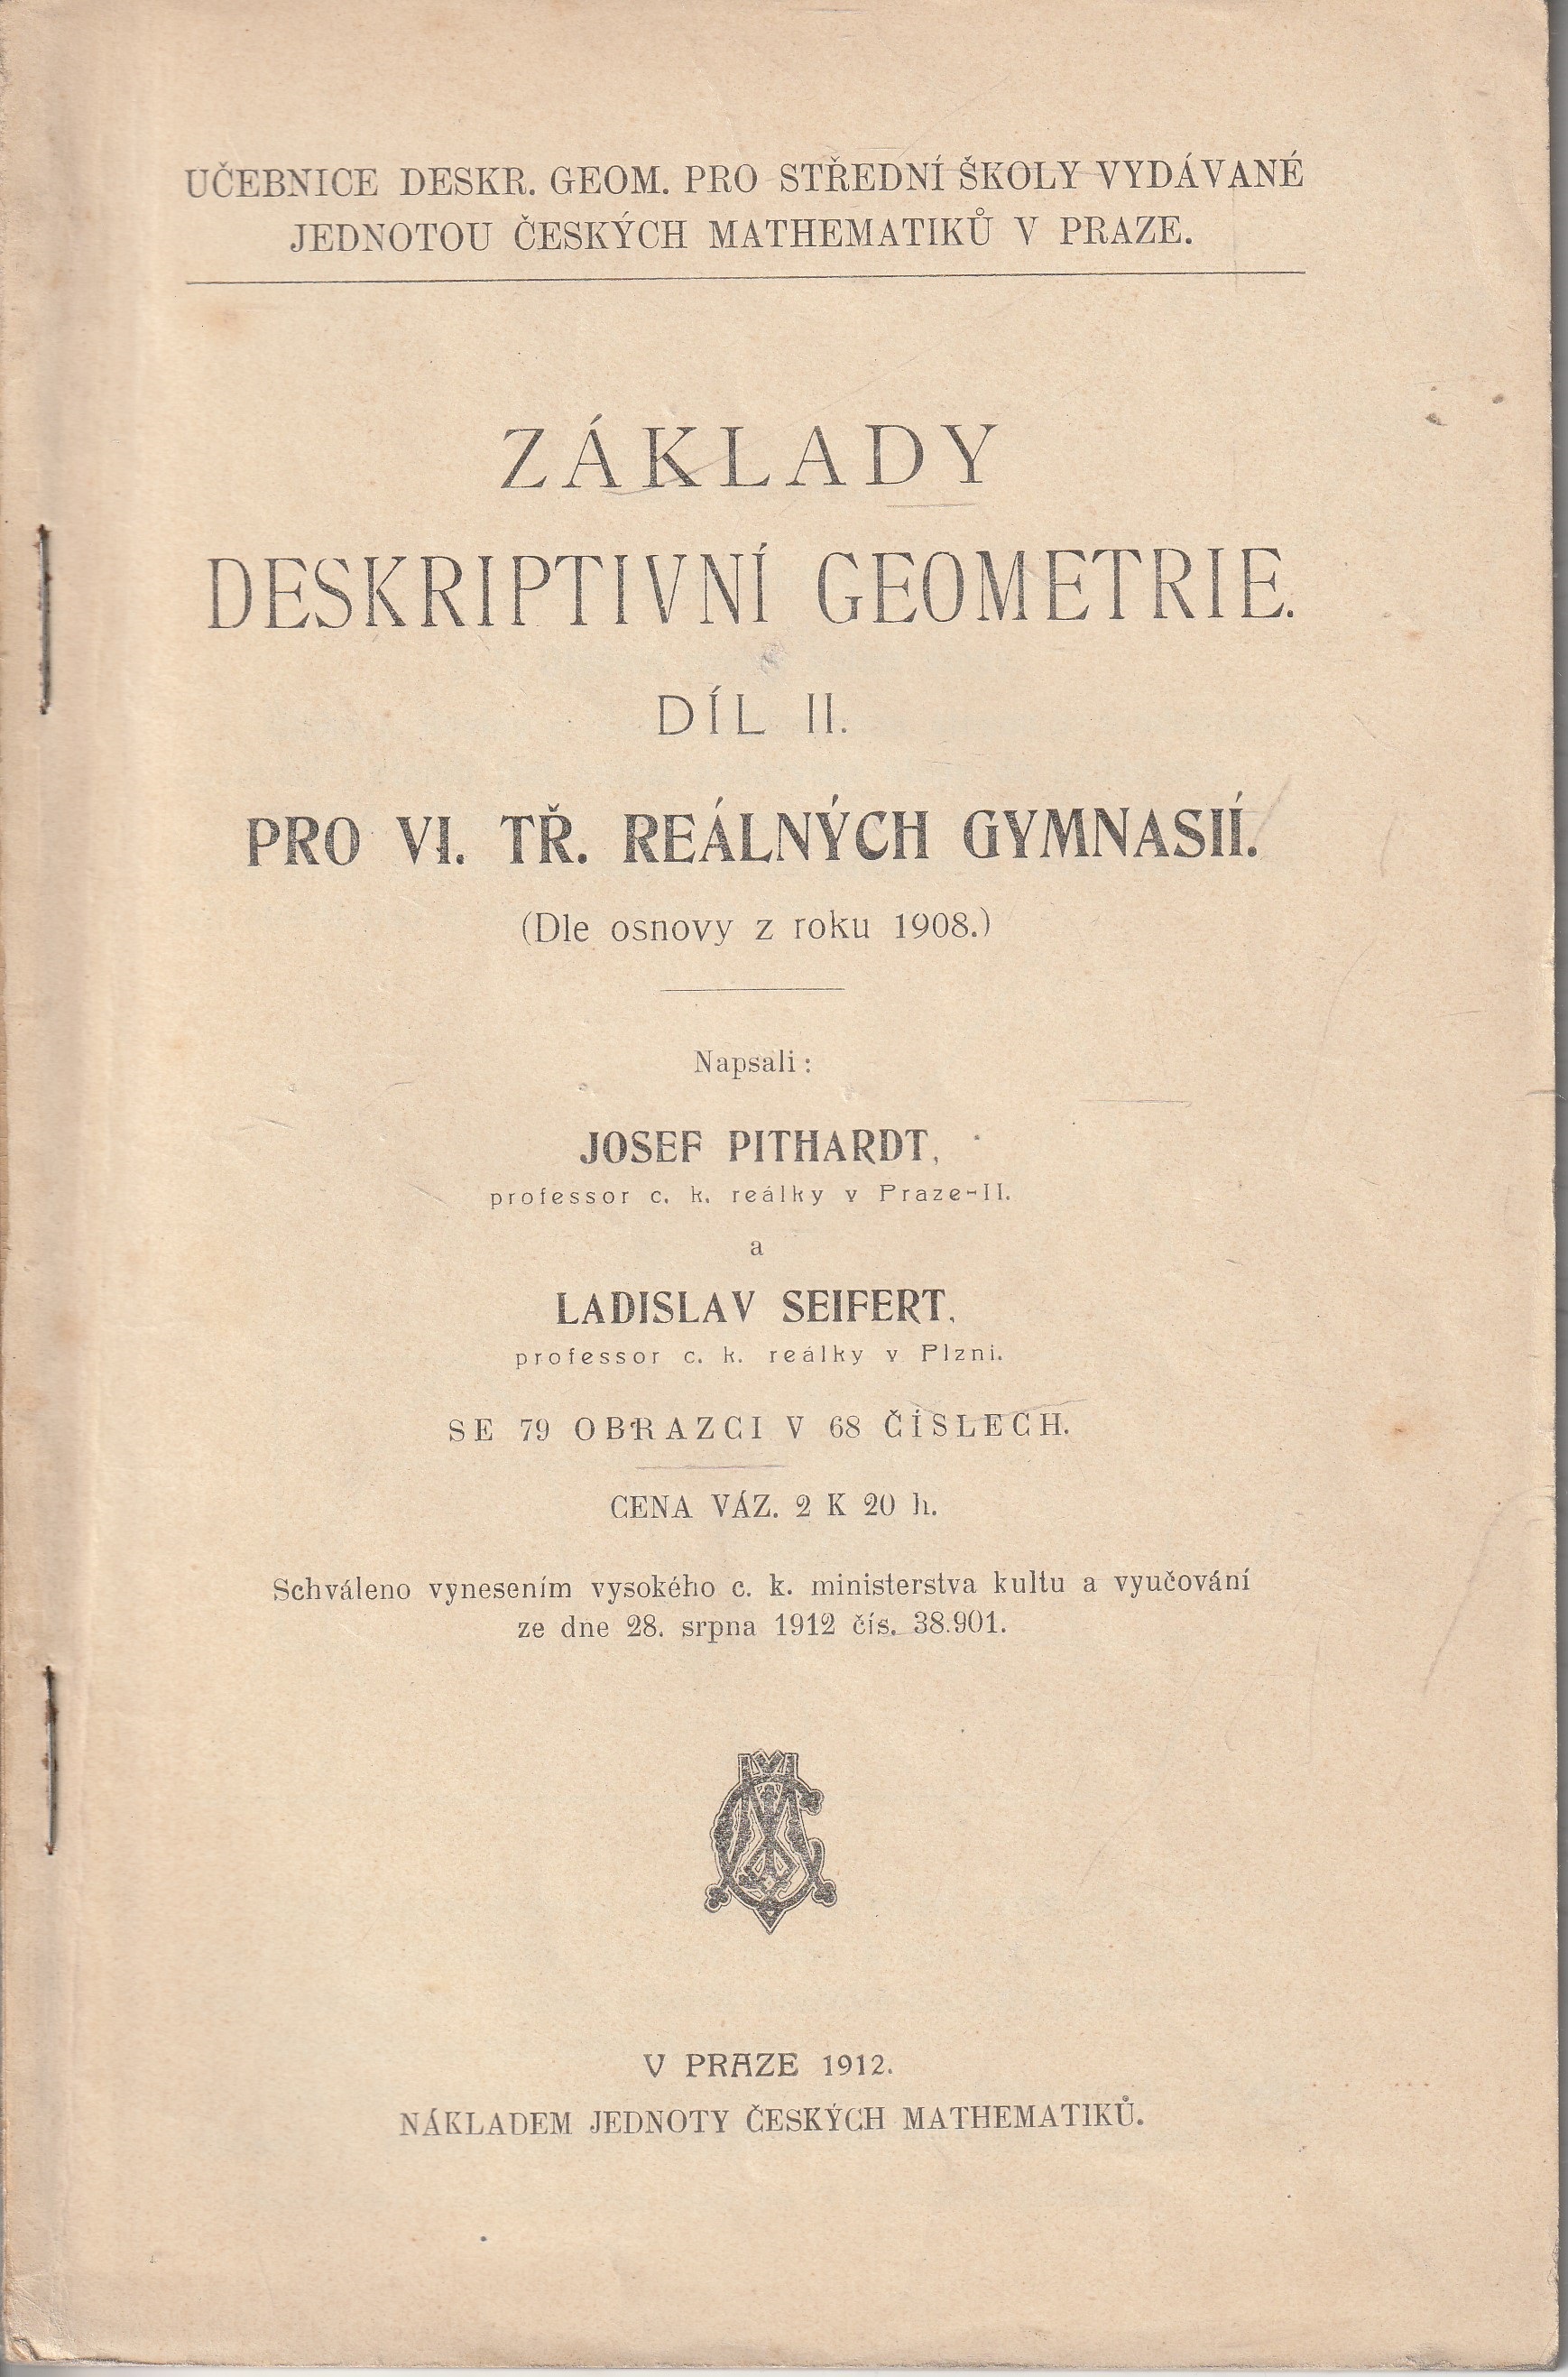 UČEBNICE DESKR. GEOM. PRO STŘEDNÍ ŠKOLY VYDÁVANÉ
JEDNOTOU ČESKÝCH MATHEMATIKŮ V PRAZE.
ZÁKLADY
DESKRIPTIVNÍ GEOMETRIE.
DÍL II.
PRO VI. TŘ. REÁLNÝCH GYMNASIÍ.
(Dle osnovy z roku 1908.)
Napsali:
JOSEF PITHARDT,
professor c. k. reálky v Praze-II.
a
LADISLAV SEIFERT,
professor c. k. reálky v Plzni.
SE 79 OBRAZCI V 68 ČÍSLECH.
CENA VÁZ. 2 K 20 h.
Schváleno vynesením vysokého c. k. ministerstva kultu a vyučování
ze dne 28. srpna 1912 čís. 38.901.
V PRAZE 1912.
NÁKLADEM JEDNOTY ČESKÝCH MATHEMATIKŮ.